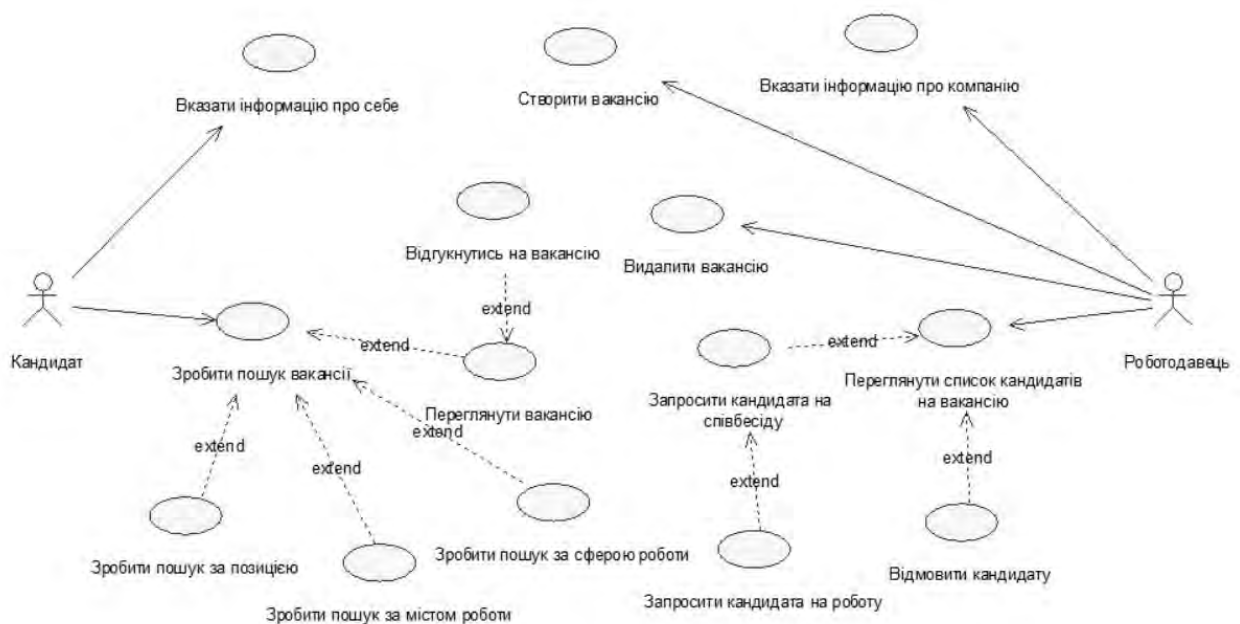 Вказати інформацію про себе
Створити вакансію
Вказати інформацію про компанію
Відгукнутись на вакансію
Видалити вакансію
extend
extend
extend
Кандидат
Зробити пошук вакансії
Переглянути вакансію
Запросити кандидата на
співбесіду
Переглянути список кандидатів
на вакансію
Роботодавець
extend
extend
extend
extend
extend
Зробити пошук за позицією
Зробити пошук за містом роботи
Зробити пошук за сферою роботи
Запросити кандидата на роботу
Відмовити кандидату